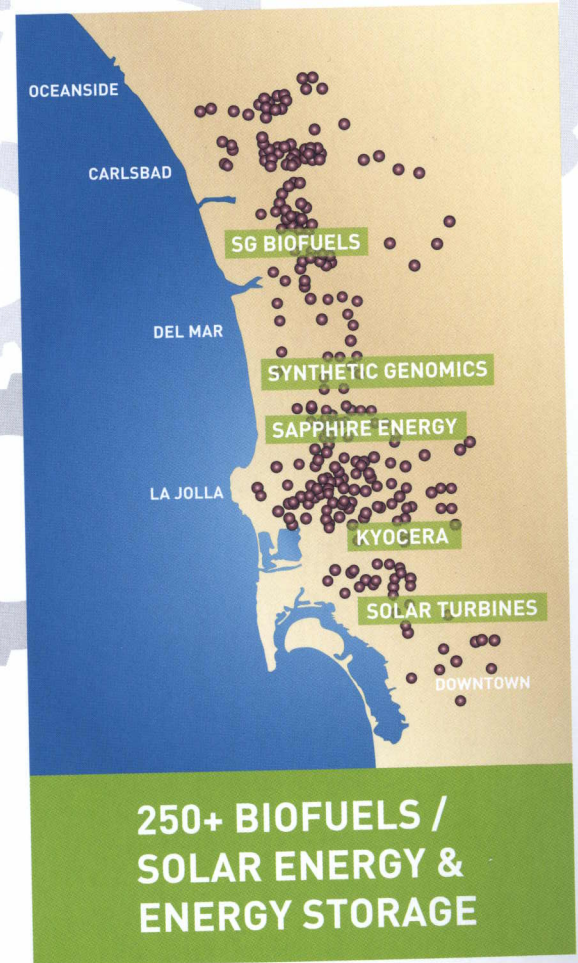 OCEANSIDE
CARLSBAD
SG BIOFUELS
DEL MAR
SYNTHETIC GENOMICS
SAPPHIRE ENERGY
LA JOLLA
KYOCERA
SOLAR TURBINES
DOWNTOWN
250+ BIOFUELS /
SOLAR ENERGY &
ENERGY STORAGE